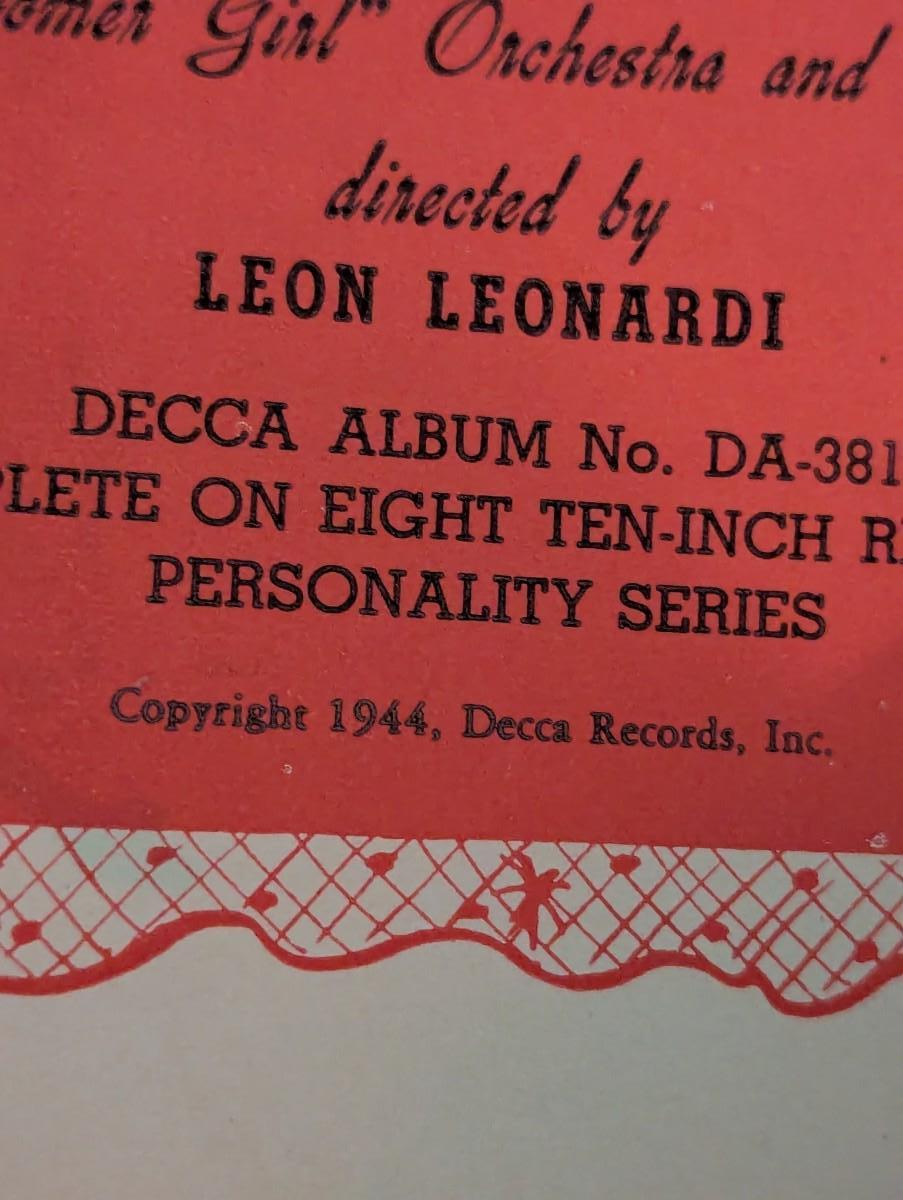 omer Girl" Orchestra and
directed by
LEON LEONARDI
DECCA ALBUM No. DA-381
PLETE ON EIGHT TEN-INCH R
PERSONALITY SERIES
Copyright 1944, Decca Records, Inc.